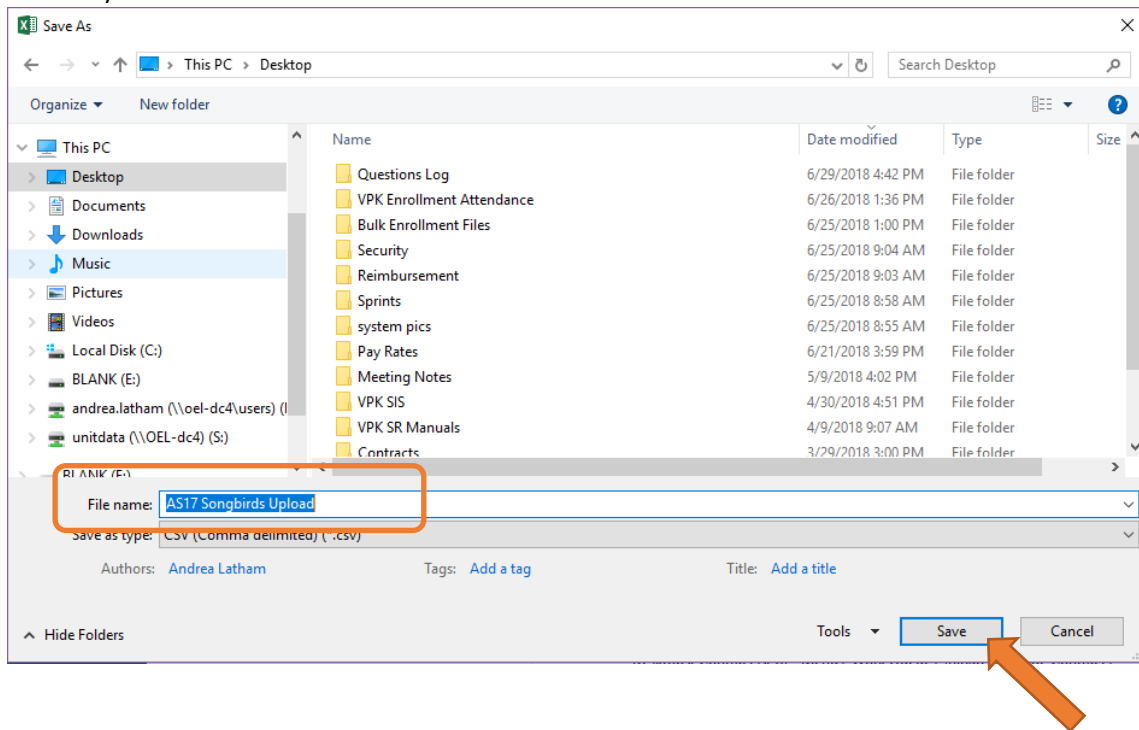 Save As
This PC > Desktop
Search Desktop
Organize
New folder
Name
Date modified
Type
Size
This PC
Desktop
Documents
Downloads
Music
Pictures
Videos
Local Disk (C:)
BLANK (E:)
andrea.latham (\\oel-dc4\users) (I
unitdata (\\OEL-dc4) (S:)
BLANK (E:)
Questions Log 6/29/2018 4:42 PM File folder
VPK Enrollment Attendance 6/26/2018 1:36 PM File folder
Bulk Enrollment Files 6/25/2018 1:00 PM File folder
Security 6/25/2018 9:04 AM File folder
Reimbursement 6/25/2018 9:03 AM File folder
Sprints 6/25/2018 8:58 AM File folder
system pics 6/25/2018 8:55 AM File folder
Pay Rates 6/21/2018 3:59 PM File folder
Meeting Notes 5/9/2018 4:02 PM File folder
VPK SIS 4/30/2018 4:51 PM File folder
VPK SR Manuals 4/9/2018 9:07 AM File folder
Contracts 3/29/2018 3:00 PM File folder
File name: AS17 Songbirds Upload
Save as type: CSV (Comma delimited) (*.csv)
Authors: Andrea Latham
Tags: Add a tag
Title: Add a title
Hide Folders
Tools
Save
Cancel